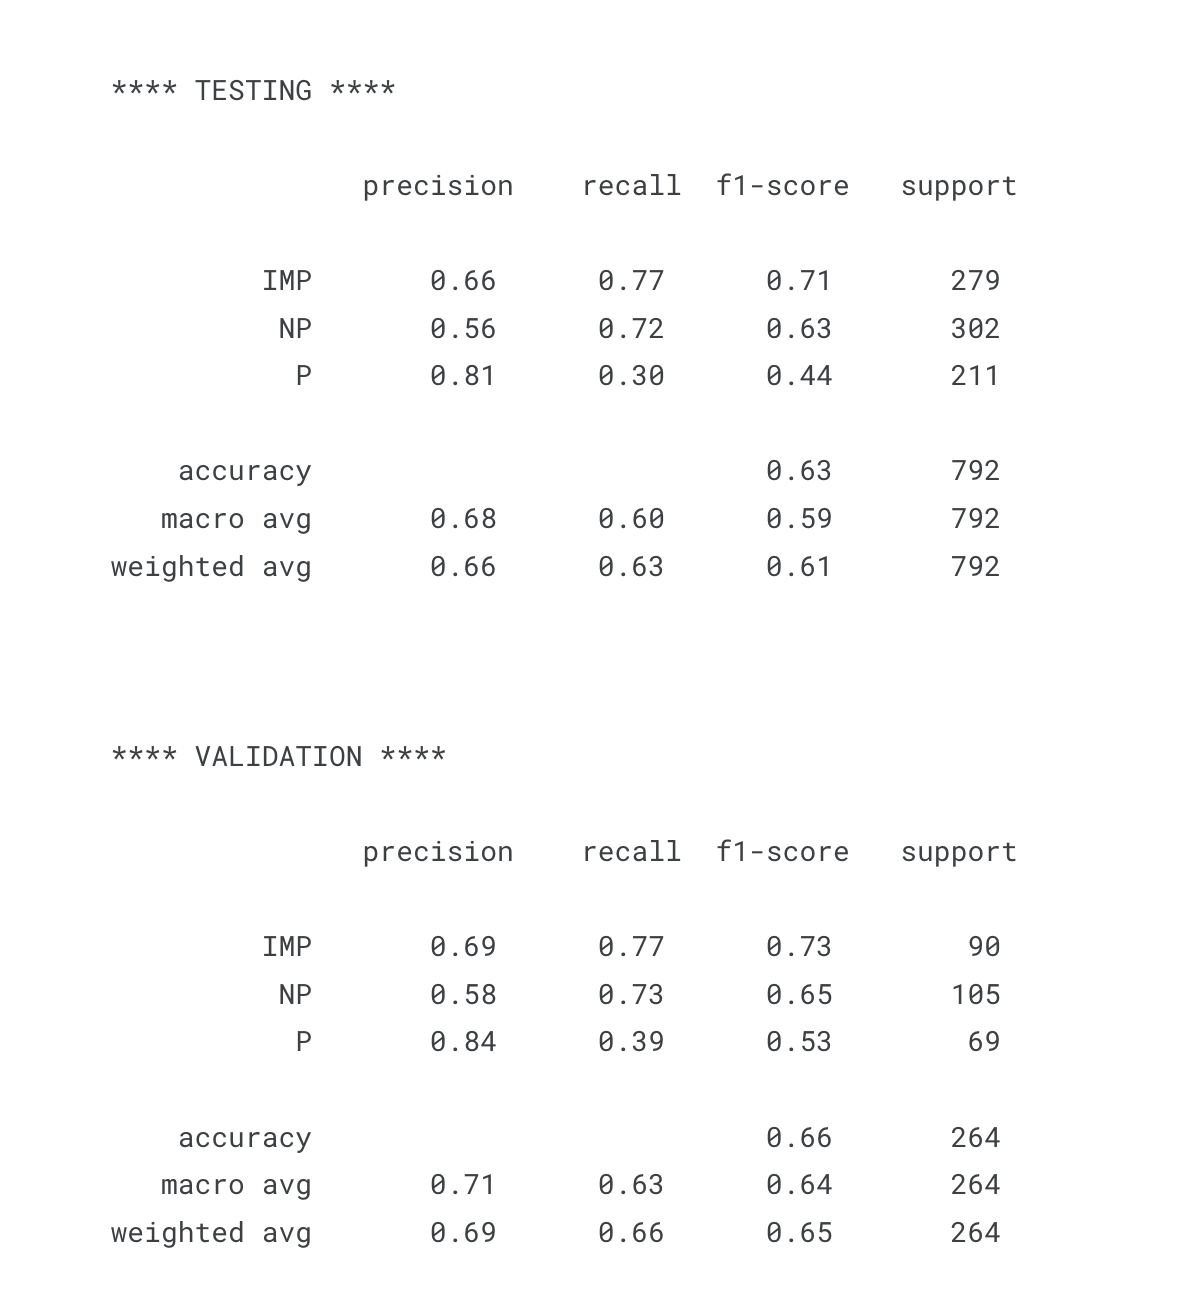 **** TESTING ****
precision recall f1-score support
IMP 0.66 0.77 0.71 279
NP 0.56 0.72 0.63 302
P 0.81 0.30 0.44 211
accuracy 0.63 792
macro avg 0.68 0.60 0.59 792
weighted avg 0.66 0.63 0.61 792
**** VALIDATION ****
precision recall f1-score support
IMP 0.69 0.77 0.73 90
NP 0.58 0.73 0.65 105
P 0.84 0.39 0.53 69
accuracy 0.66 264
macro avg 0.71 0.63 0.64 264
weighted avg 0.69 0.66 0.65 264